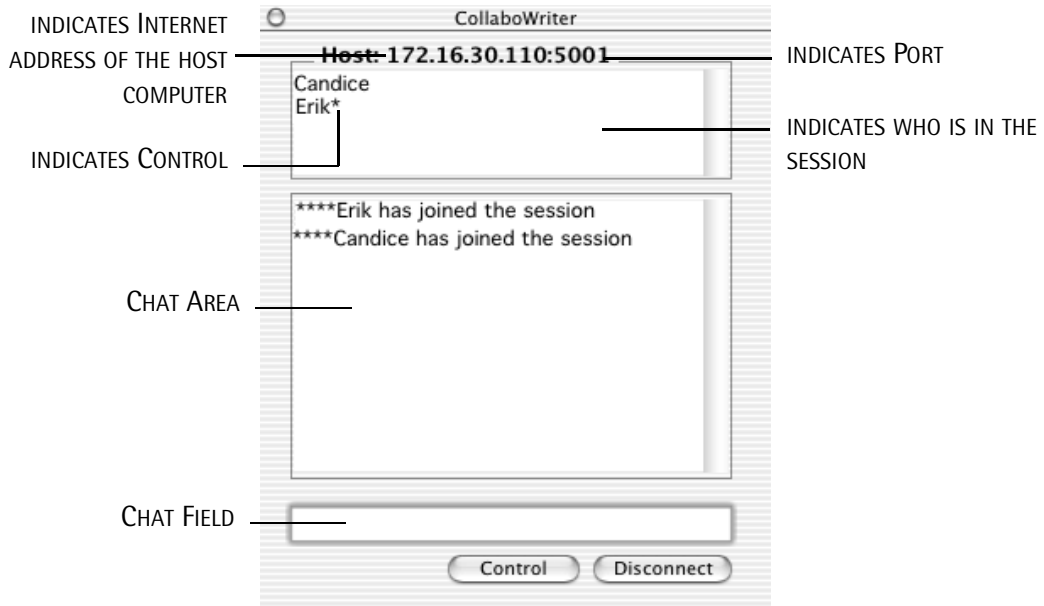 CollaboWriter
INDICATES INTERNET
ADDRESS OF THE HOST
COMPUTER
Host: 172.16.30.110:5001
INDICATES PORT
Candice
Erik*
INDICATES WHO IS IN THE
SESSION
INDICATES CONTROL
****Erik has joined the session
****Candice has joined the session
CHAT AREA
CHAT FIELD
Control
Disconnect